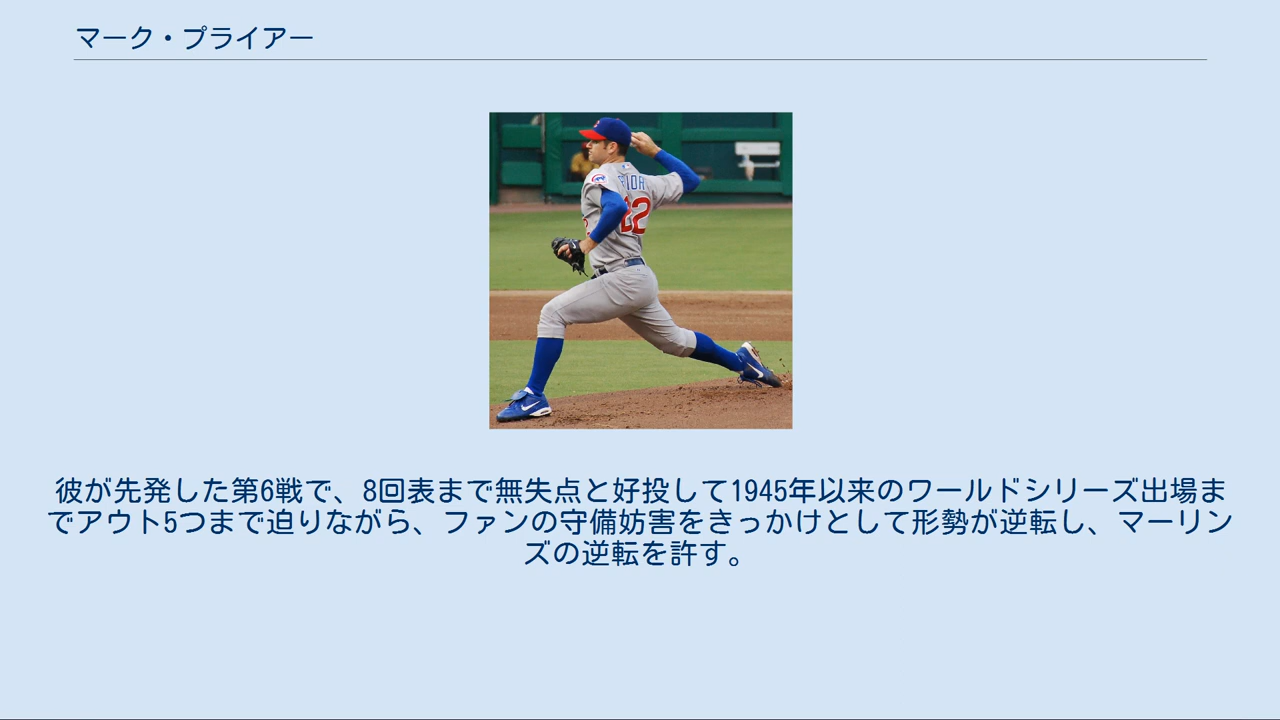 マーク・プライアー
RIOR
22
彼が先発した第6戦で、8回表まで無失点と好投して1945年以来のワールドシリーズ出場ま
でアウト5つまで迫りながら、ファンの守備妨害をきっかけとして形勢が逆転し、マーリン
ズの逆転を許す。